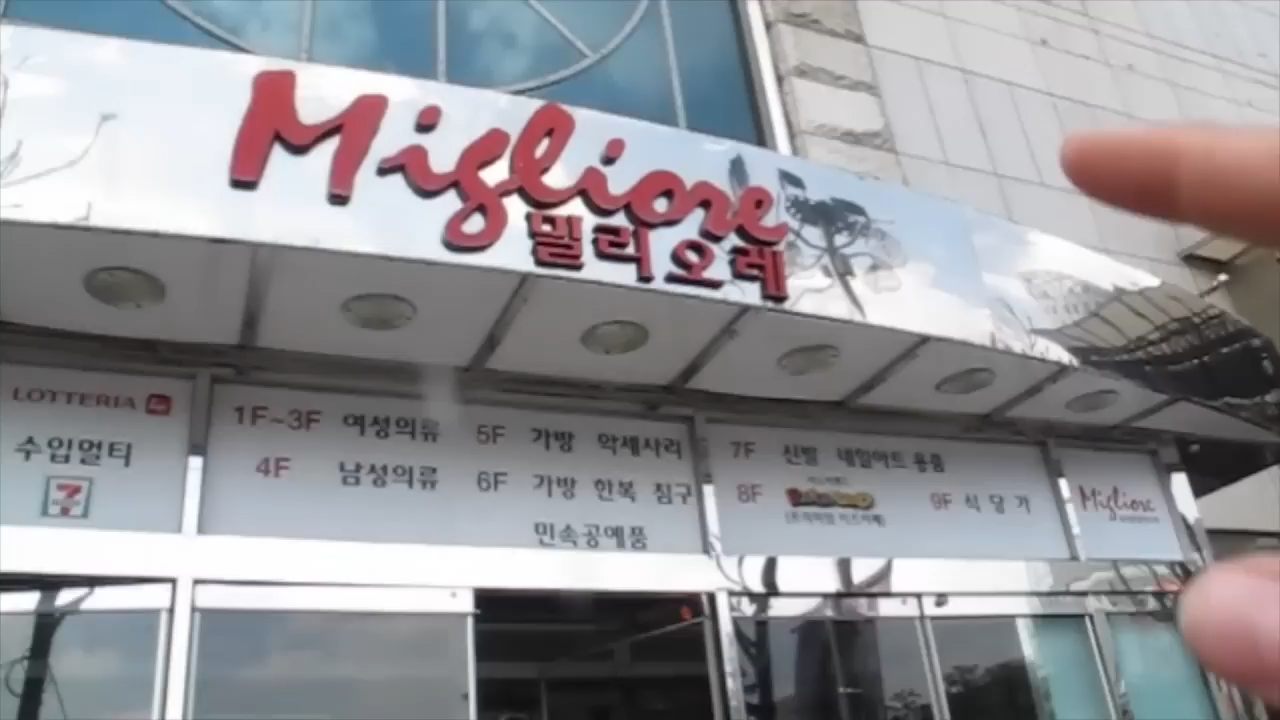 Migliore
밀리오레
LOTTERIA
수입멀티
7
1F~3F 여성의류
4F 남성의류
5F 가방 악세사리
6F 가방 한복 침구
민속공예품
7F 신발 네일아트용품
8F
9F 식당가
Migliore